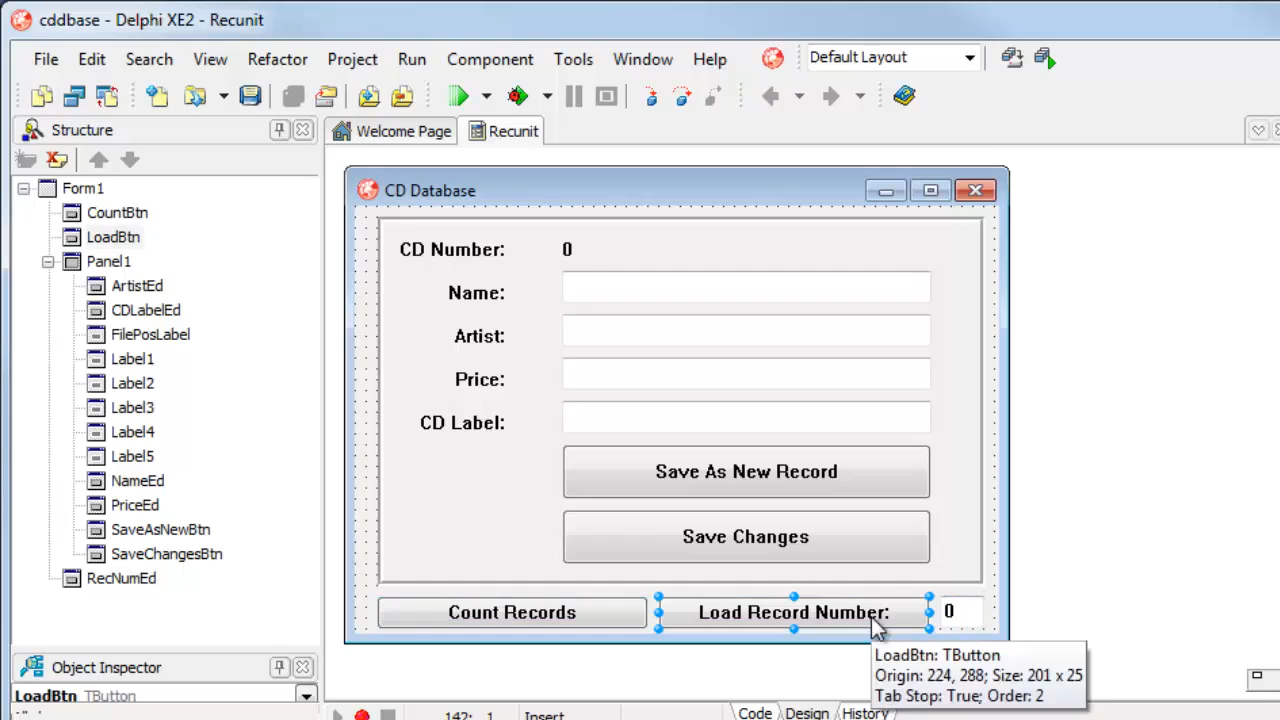 cddbase - Delphi XE2 - Recunit
File Edit Search View Refactor Project Run Component Tools Window Help
Default Layout
Structure
Welcome Page
Recunit
Form1
CountBtn
LoadBtn
Panel1
ArtistEd
CDLabelEd
FilePosLabel
Label1
Label2
Label3
Label4
Label5
NameEd
PriceEd
SaveAsNewBtn
SaveChangesBtn
RecNumEd
CD Database
CD Number: 0
Name:
Artist:
Price:
CD Label:
Save As New Record
Save Changes
Count Records
Load Record Number:
0
LoadBtn: TButton
Origin: 224, 288; Size: 201 x 25
Tab Stop: True; Order: 2
Object Inspector
LoadBtn TButton
142: 1 Insert
Code Design History